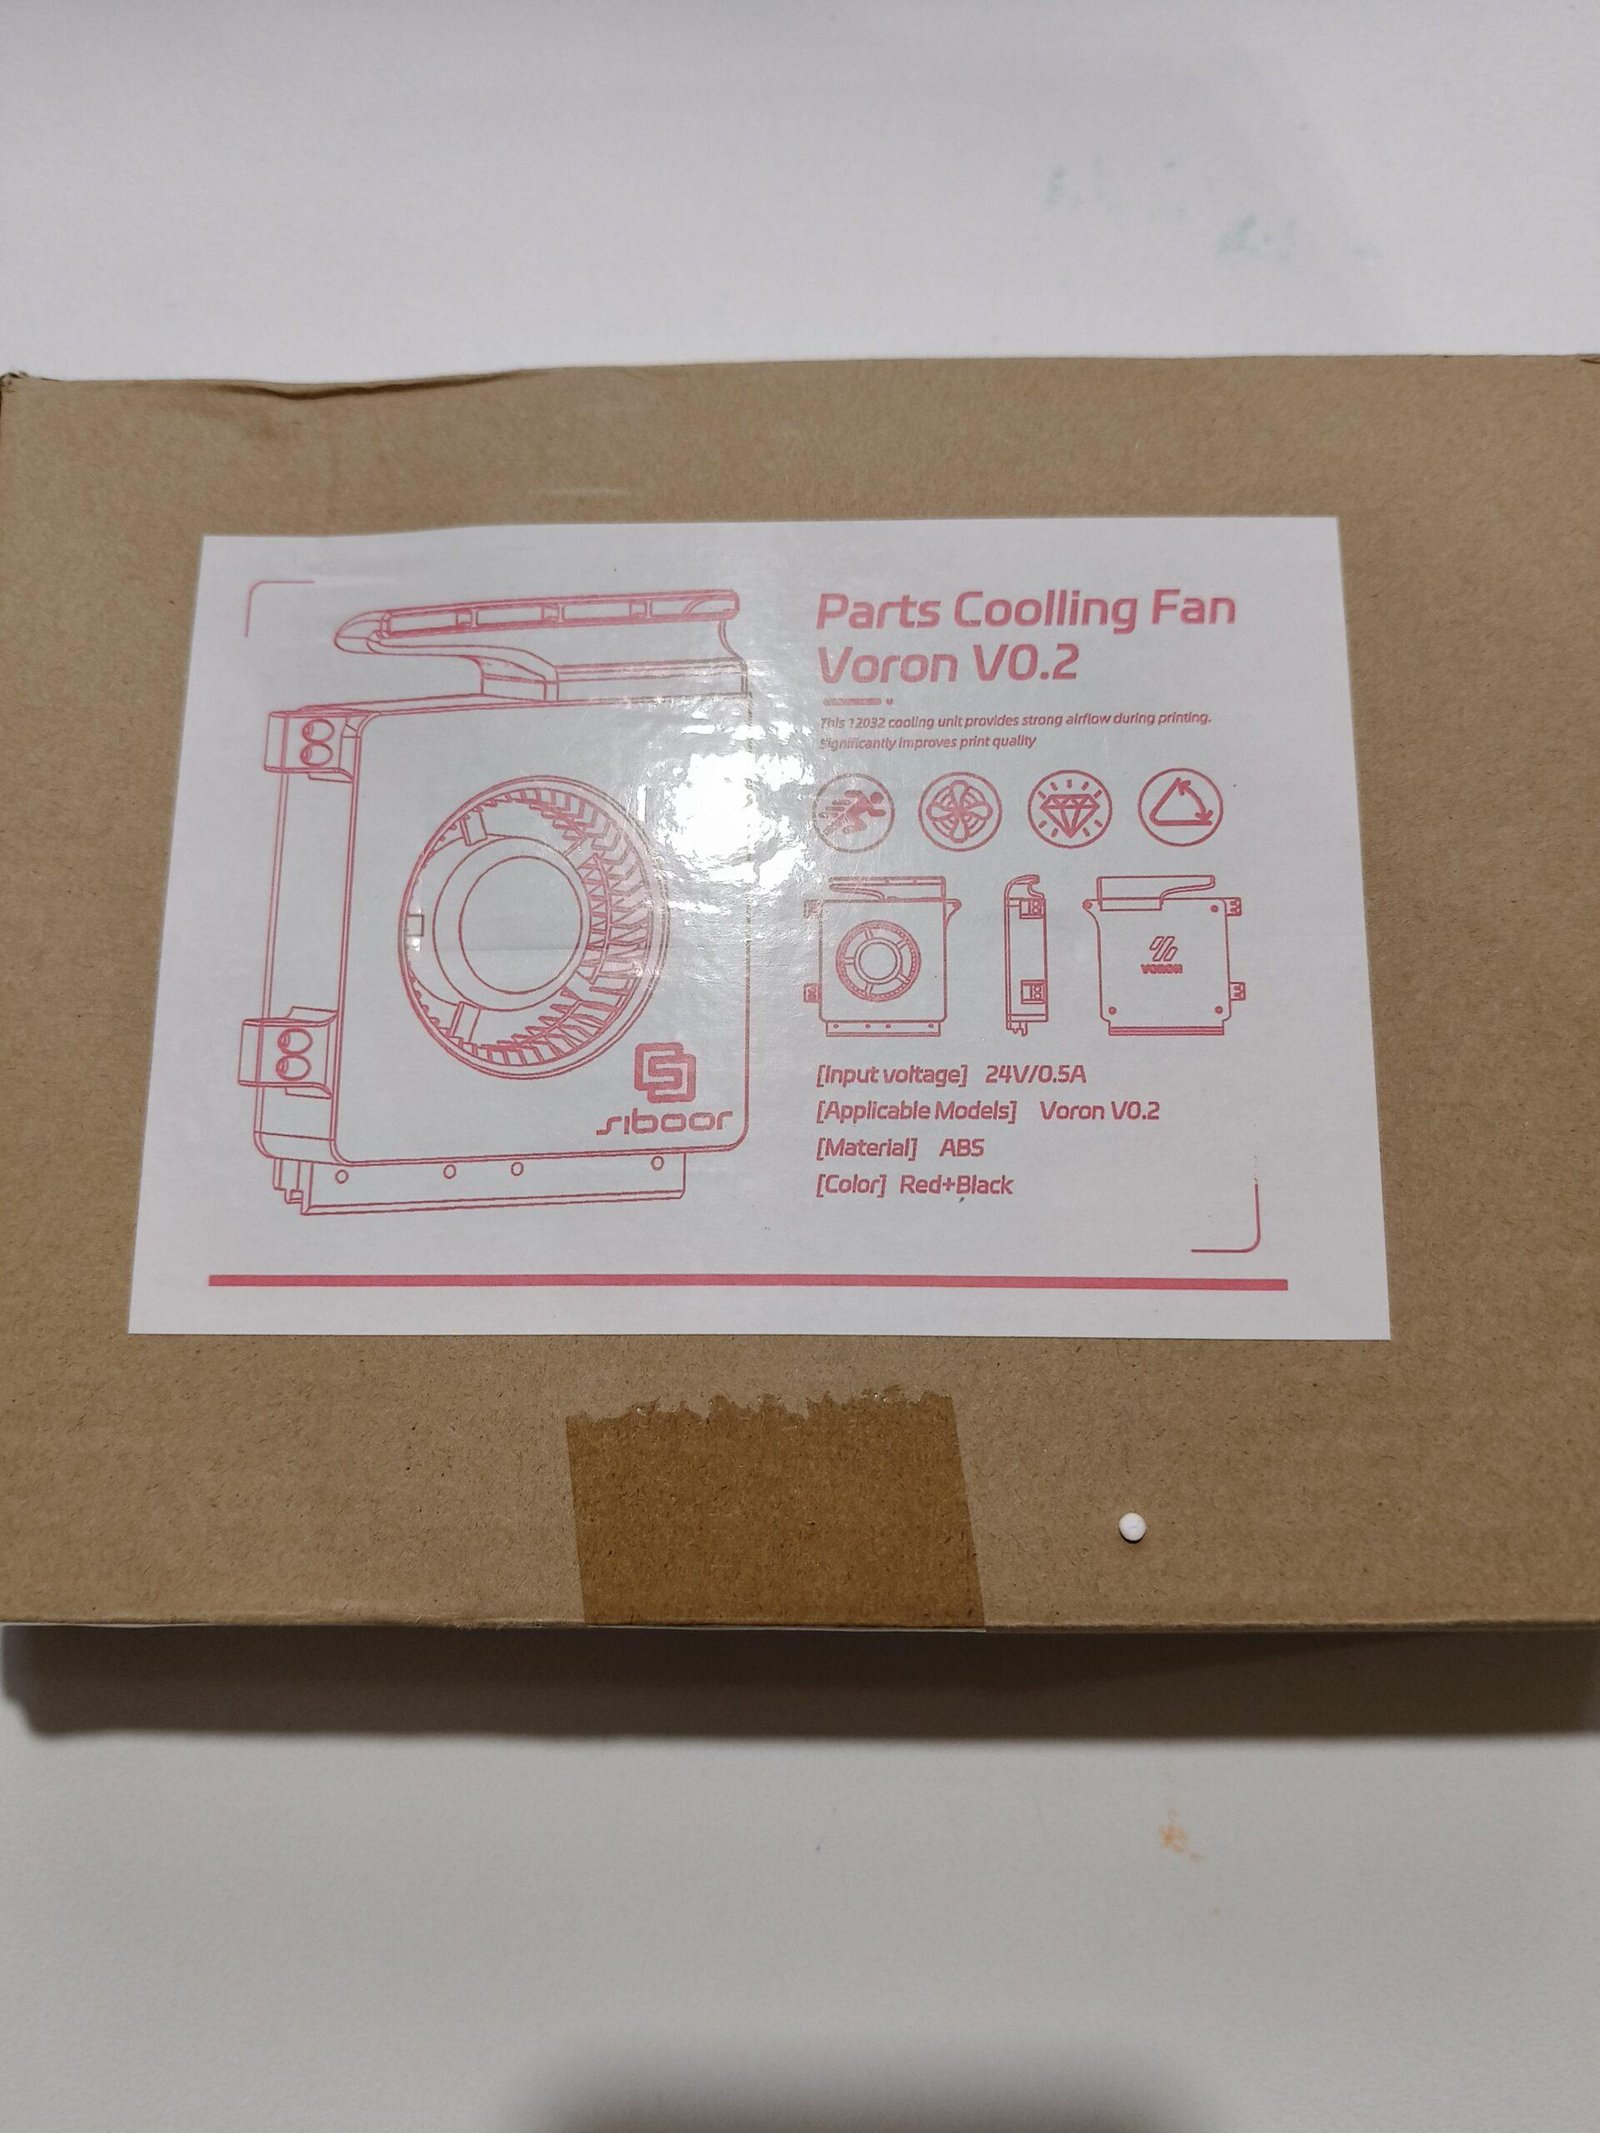 Parts Coolling Fan
Voron V0.2
This 12032 cooling unit provides strong airflow during printing.
Significantly improves print quality
VORON
siboor
[Input voltage] 24V/0.5A
[Applicable Models] Voron V0.2
[Material] ABS
[Color] Red+Black